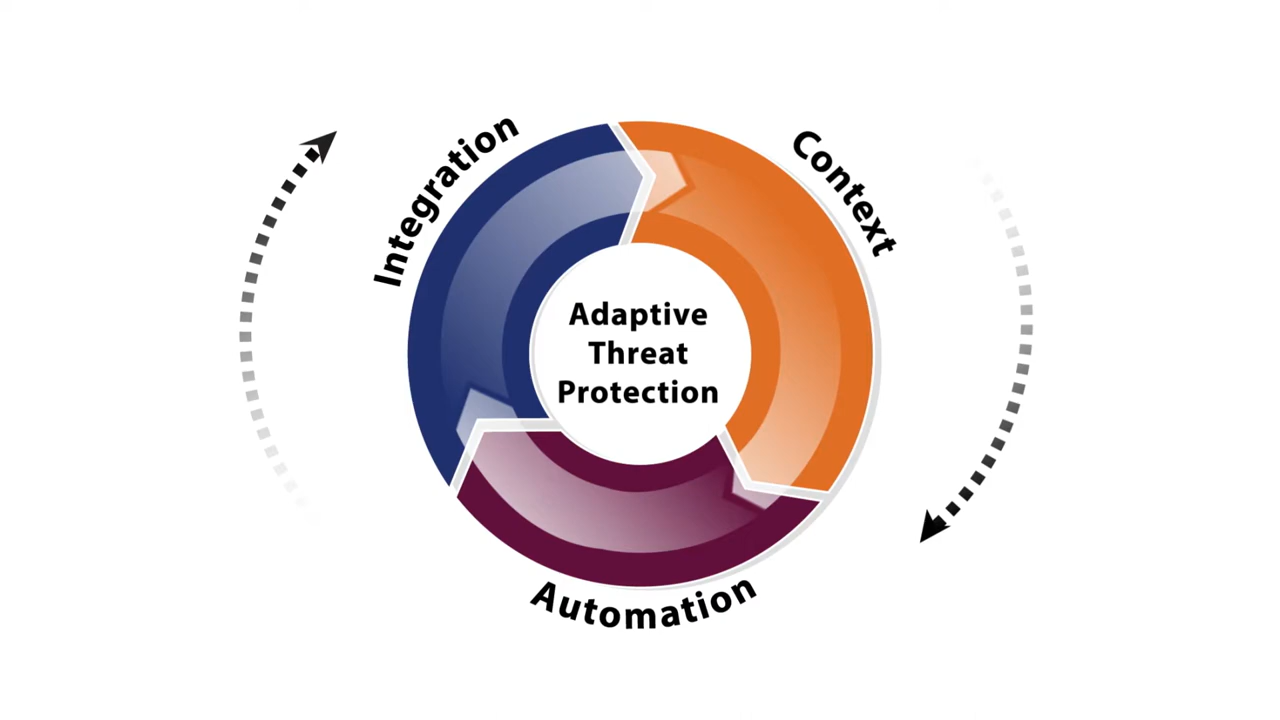 Integration
Context
Adaptive
Threat
Protection
Automation